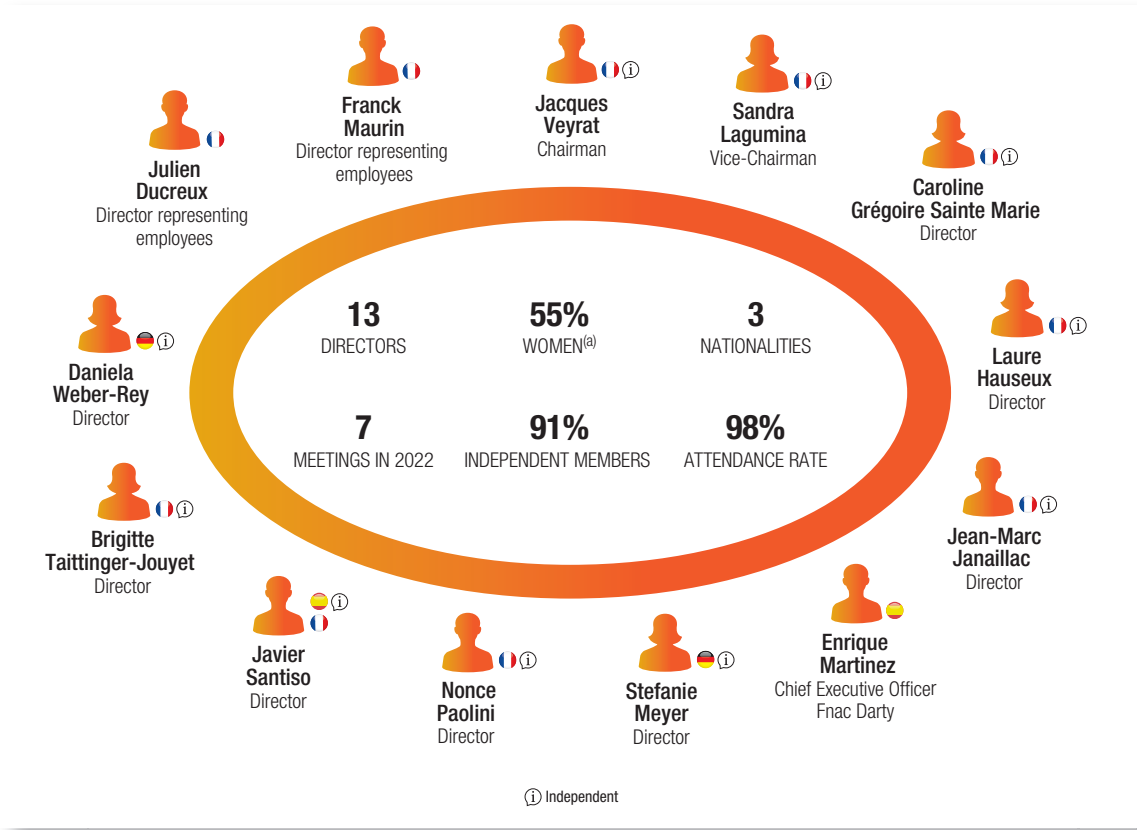 Jacques
Veyrat
Chairman
Sandra
Lagumina
Vice-Chairman
Caroline
Grégoire Sainte Marie
Director
Laure
Hauseux
Director
Jean-Marc
Janaillac
Director
Enrique
Martinez
Chief Executive Officer
Fnac Darty
Stefanie
Meyer
Director
Nonce
Paolini
Director
Javier
Santiso
Director
Brigitte
Taittinger-Jouyet
Director
Daniela
Weber-Rey
Director
Julien
Ducreux
Director representing
employees
Franck
Maurin
Director representing
employees
13
DIRECTORS
55%
WOMEN(a)
3
NATIONALITIES
7
MEETINGS IN 2022
91%
INDEPENDENT MEMBERS
98%
ATTENDANCE RATE
i Independent